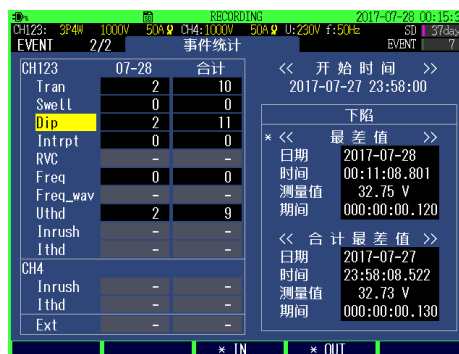 RECORDING 2017-07-28 00:15:3
CH123: 3P4W 1000V 50A CH4:1000V 50A U:230V f:50Hz SD 37day
EVENT 2/2 事件统计 EVENT 7
CH123 07-28 合计
Tran 2 10
Swell 0 0
Dip 2 11
Intrpt 0 0
RVC - -
Freq 0 0
Freq_wav - -
Uthd 2 9
Inrush - -
Ithd - -
CH4
Inrush - -
Ithd - -
Ext - -
<< 开始时间 >>
2017-07-27 23:58:00
下陷
* << 最差值 >>
日期 2017-07-28
时间 00:11:08.801
测量值 32.75 V
期间 000:00:00.120
<< 合计最差值 >>
日期 2017-07-27
时间 23:58:08.522
测量值 32.73 V
期间 000:00:00.130
* IN * OUT